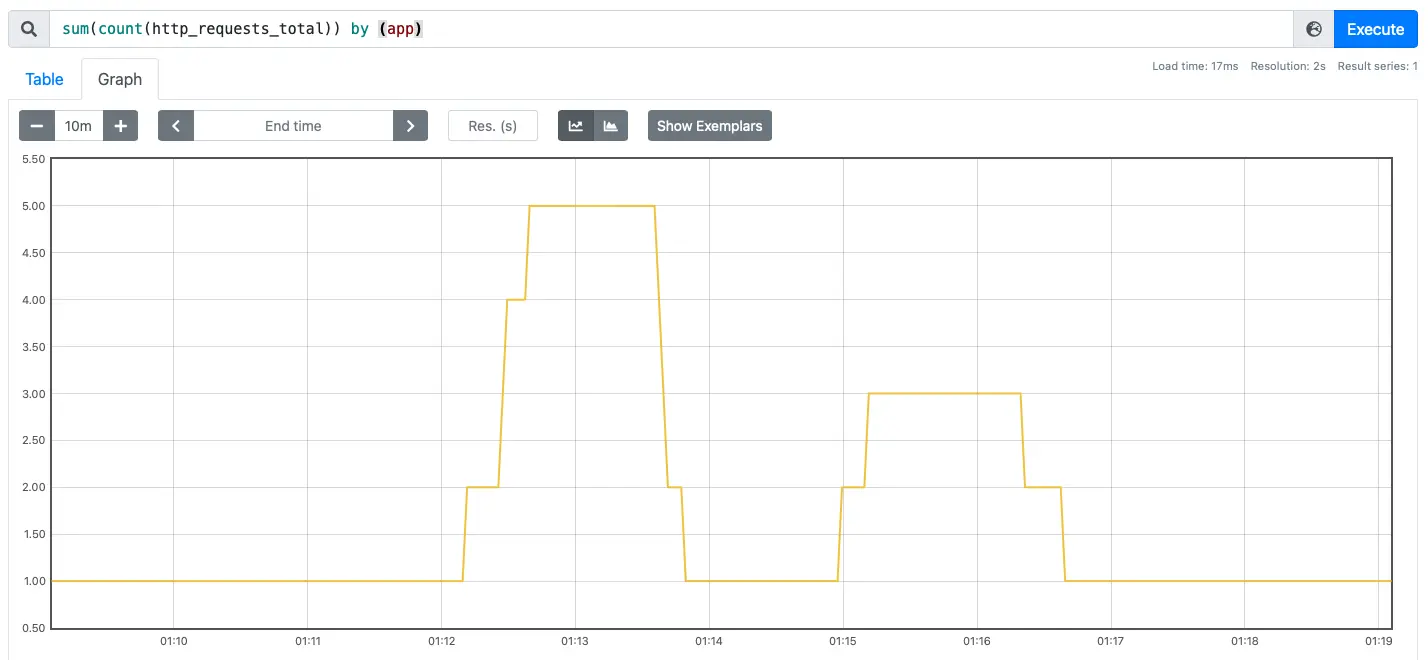 sum(count(http_requests_total)) by (app)
Execute
Load time: 17ms Resolution: 2s Result series: 1
Table Graph
10m End time Res. (s) Show Exemplars
5.50
5.00
4.50
4.00
3.50
3.00
2.50
2.00
1.50
1.00
0.50
01:10 01:11 01:12 01:13 01:14 01:15 01:16 01:17 01:18 01:19